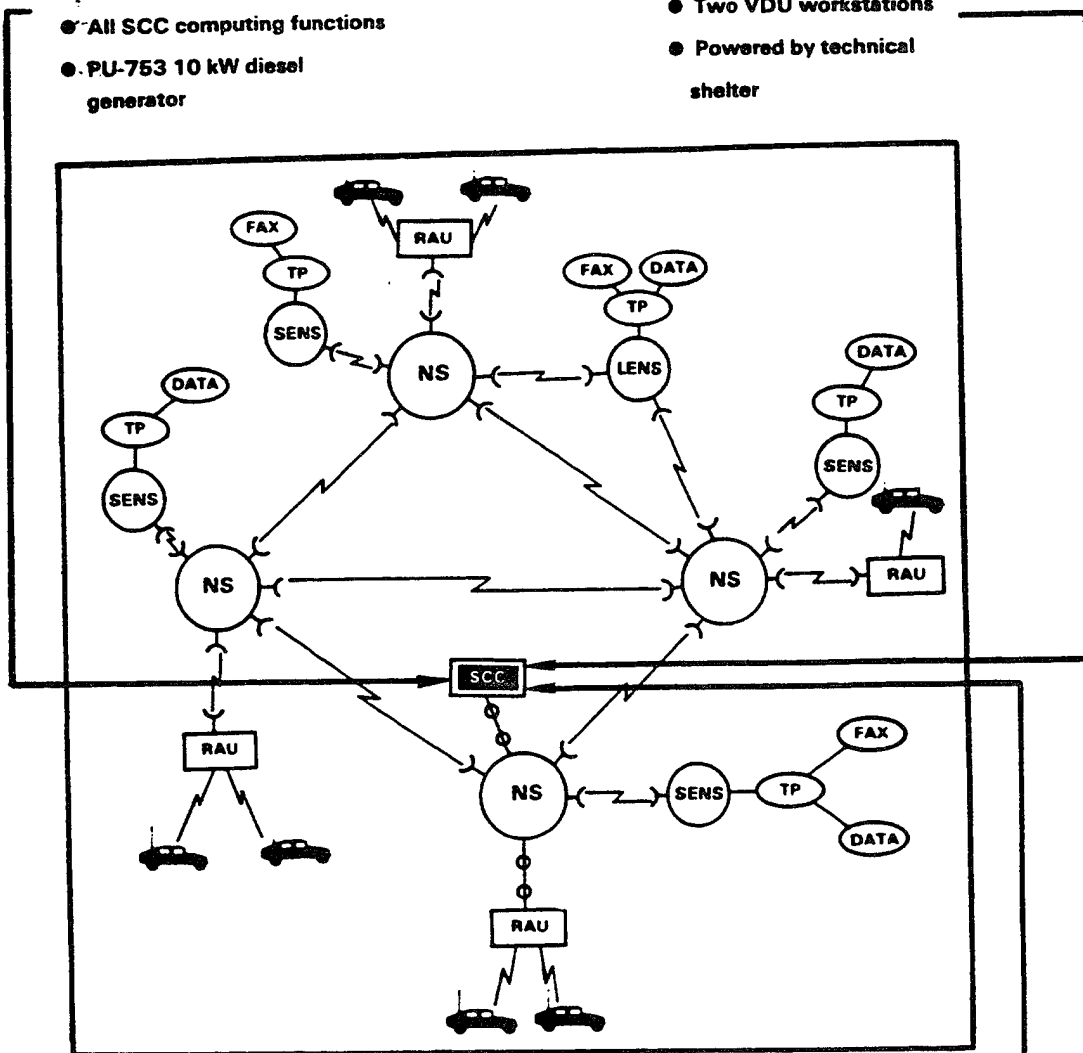 All SCC computing functions
PU-753 10 kW diesel
generator
Two VDU workstations
Powered by technical
shelter
FAX
TP
SENS
RAU
NS
FAX
DATA
TP
LENS
DATA
TP
SENS
DATA
TP
SENS
NS
NS
RAU
SCC
RAU
NS
SENS
TP
FAX
DATA
RAU